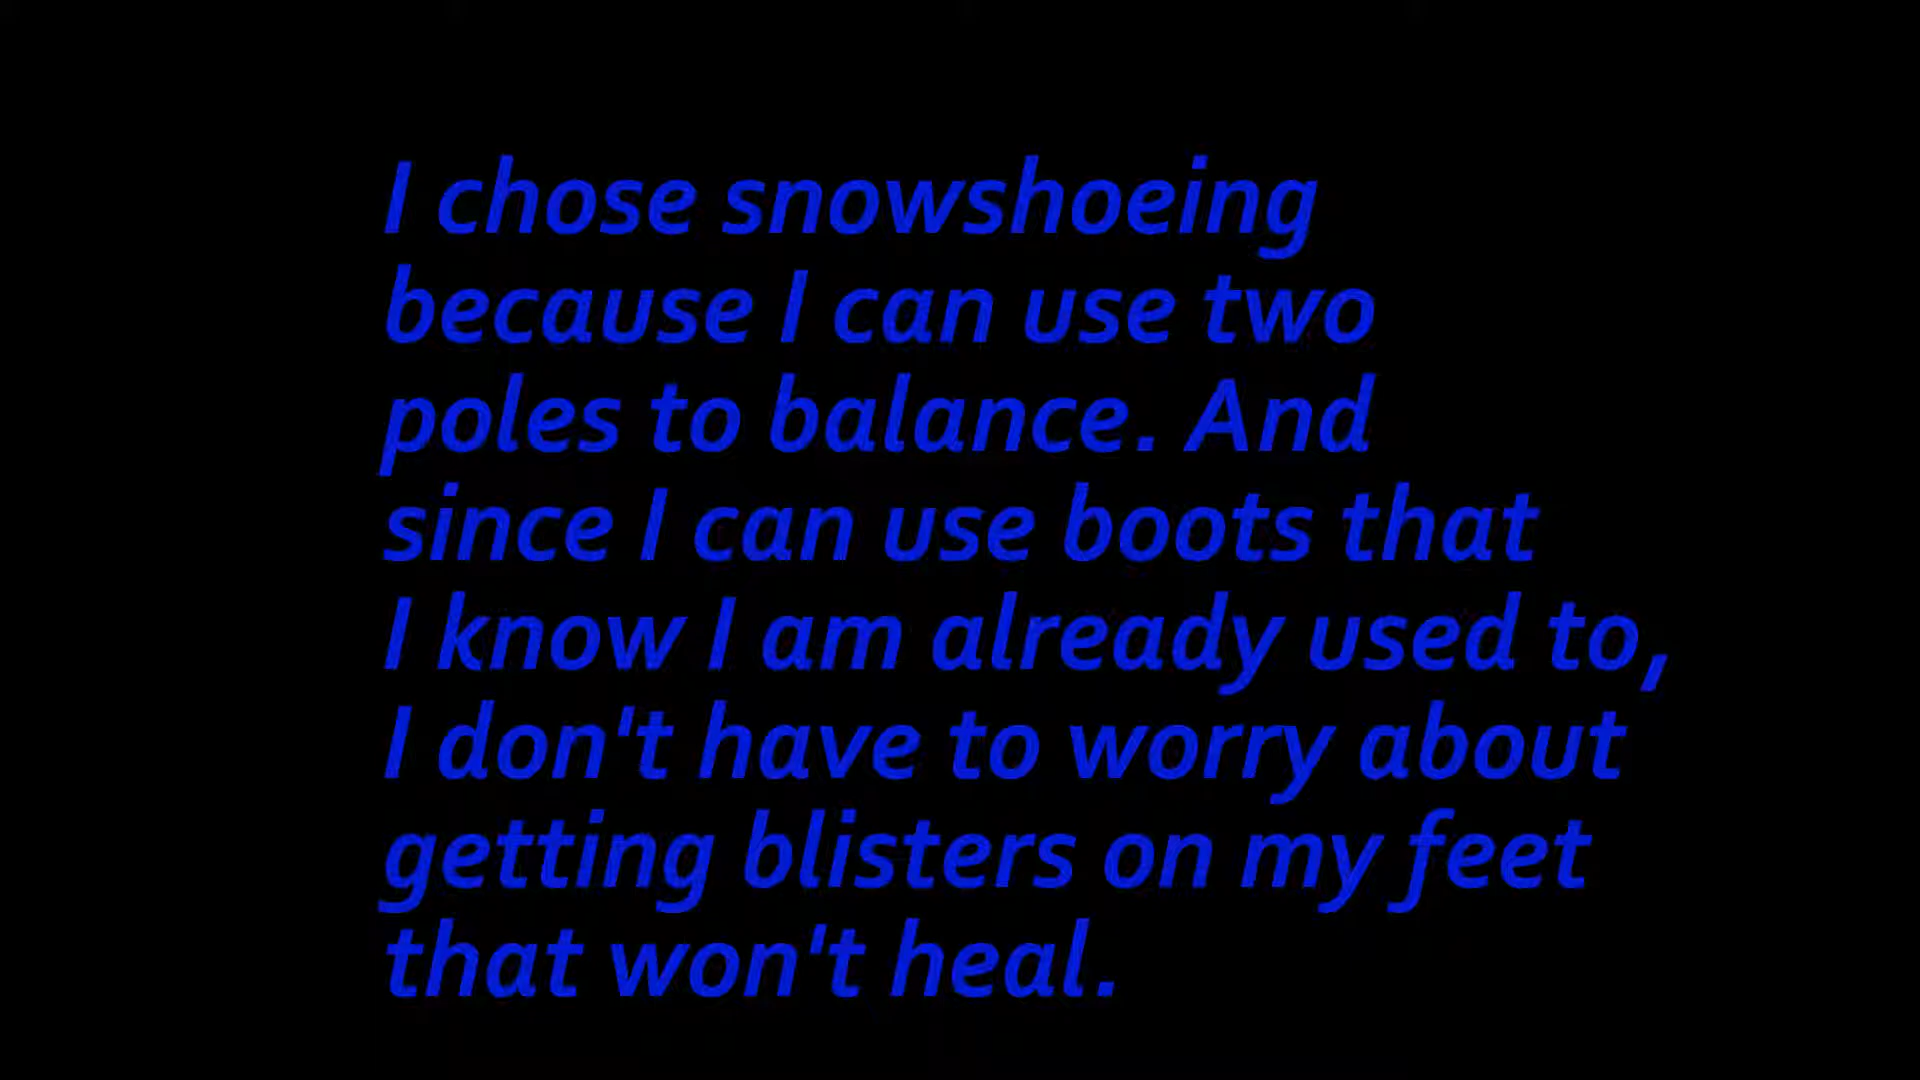 I chose snowshoeing
because I can use two
poles to balance. And
since I can use boots that
I know I am already used to,
I don't have to worry about
getting blisters on my feet
that won't heal.